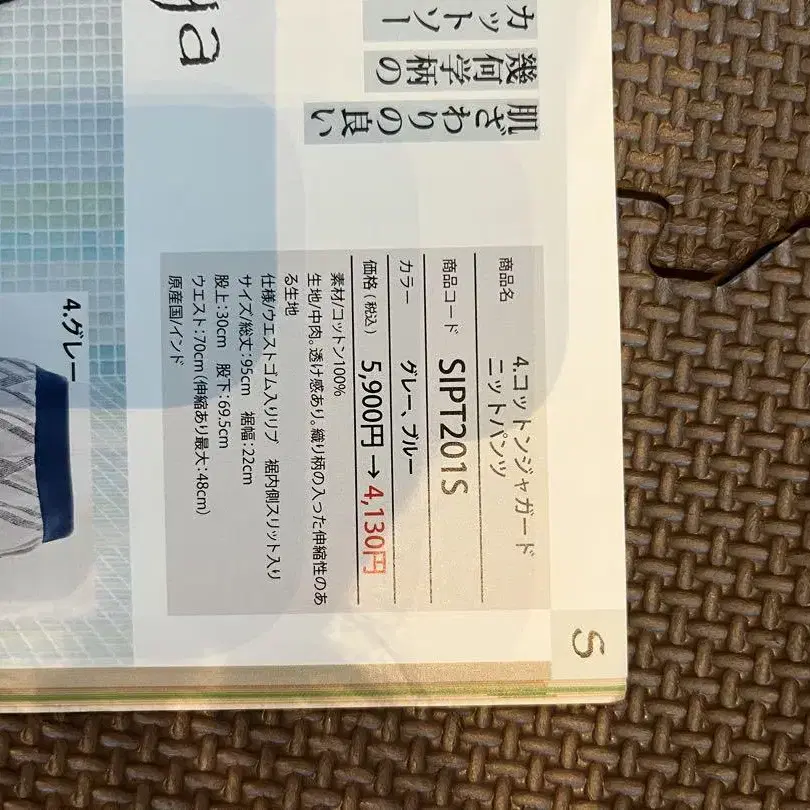 肌ざわりの良い
幾何学柄の
カットソー
商品名 4.コットンジャガード
ニットパンツ
商品コード SIPT201S
カラー グレー、ブルー
価格(税込) 5,900円→4,130円
素材/コットン100%
生地/中肉。透け感あり。織り柄の入った伸縮性のあ
る生地
仕様/ウエストゴム入りリブ 裾内側スリット入り
サイズ/総丈:95cm 裾幅:22cm
股上:30cm 股下:69.5cm
ウエスト:70cm(伸縮あり最大:48cm)
原産国/インド
4.グレー
S